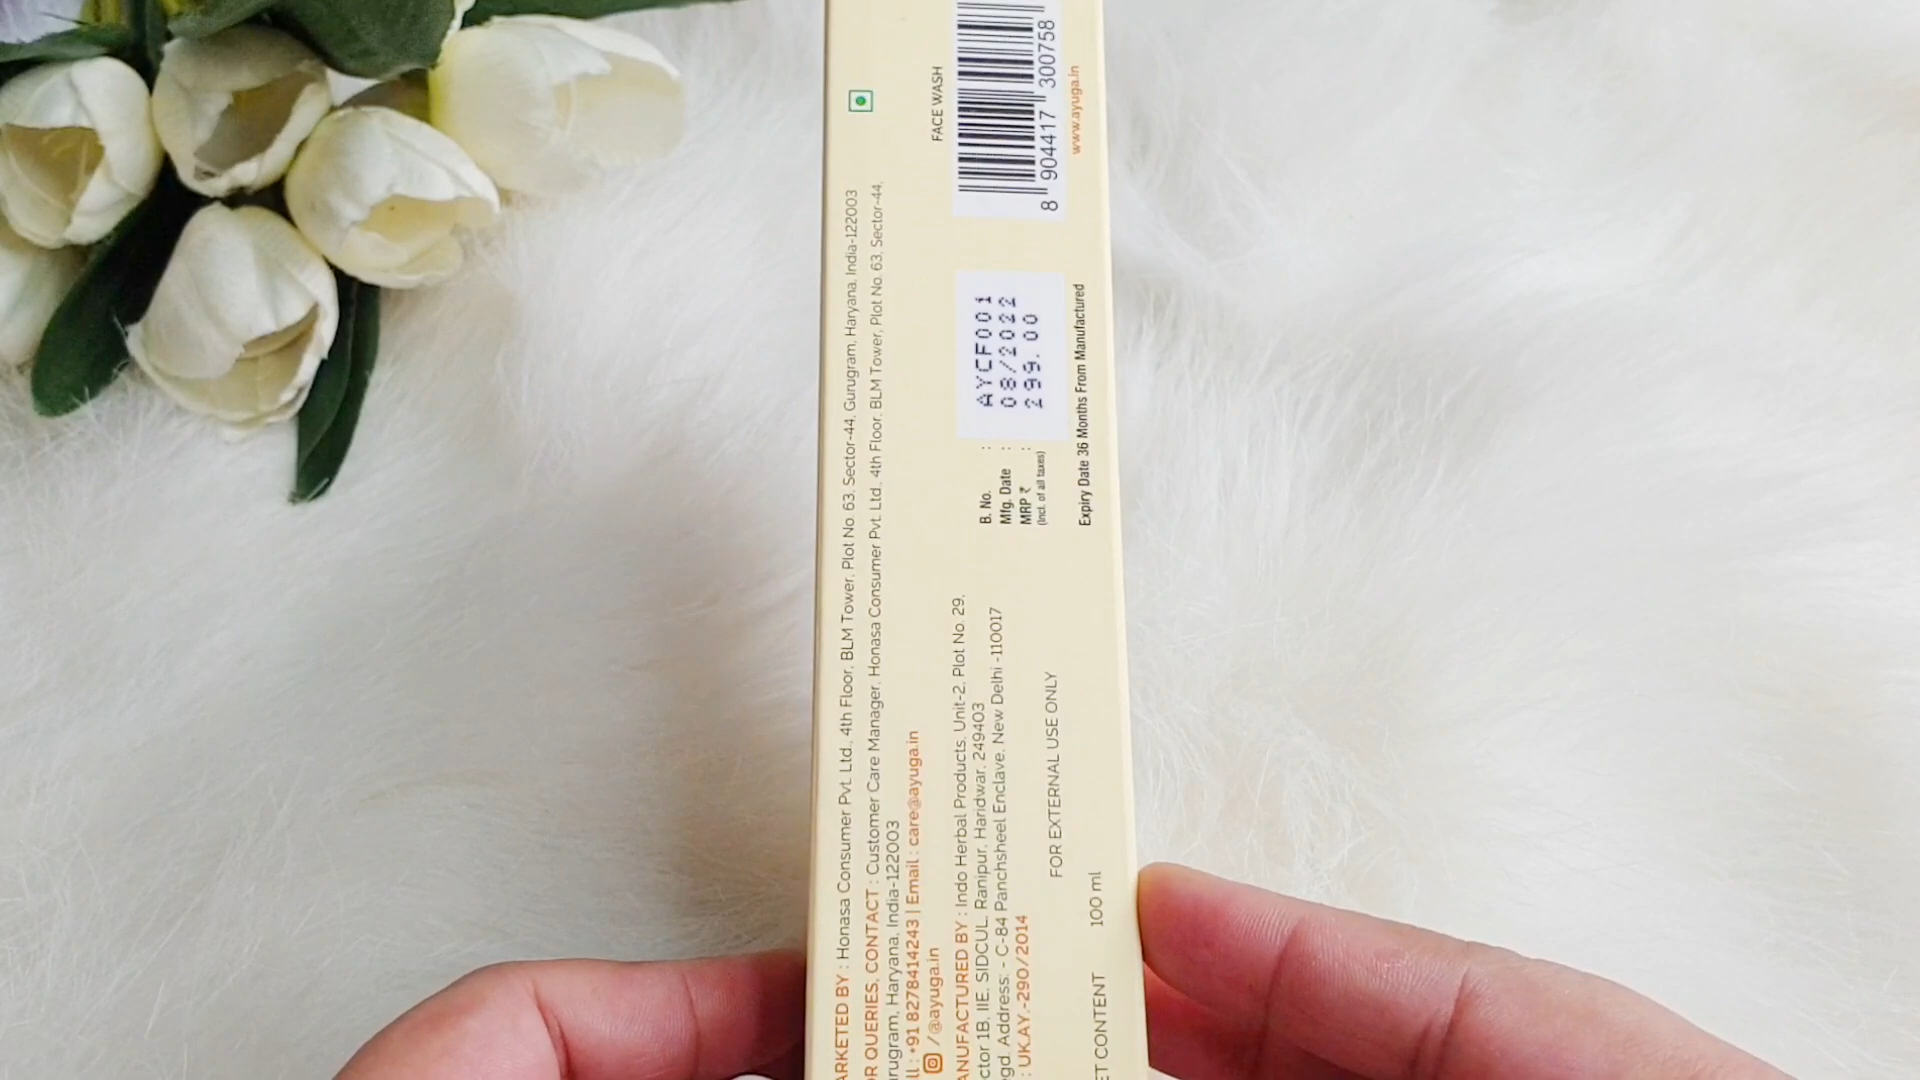 ARKETED BY : Honasa Consumer Pvt. Ltd., 4th Floor, BLM Tower, Plot No. 63, Sector-44, Gurugram, Haryana, India-122003
OR QUERIES, CONTACT : Customer Care Manager, Honasa Consumer Pvt. Ltd., 4th Floor, BLM Tower, Plot No. 63, Sector-44,
urugram, Haryana, India-122003
ll : +91 8278414243 | Email : care@ayuga.in
/@ayuga.in
ANUFACTURED BY : Indo Herbal Products, Unit-2, Plot No. 29,
ctor 1B, IIE, SIDCUL, Ranipur, Haridwar, 249403
gd. Address: - C-84 Panchsheel Enclave, New Delhi -110017
: UK.AY.-290/2014
FOR EXTERNAL USE ONLY
ET CONTENT 100 ml
B. No. : AYCF001
Mfg. Date : 08/2022
MRP ₹ : 299.00
(Incl. of all taxes)
Expiry Date 36 Months From Manufactured
FACE WASH
8 904417 300758
www.ayuga.in